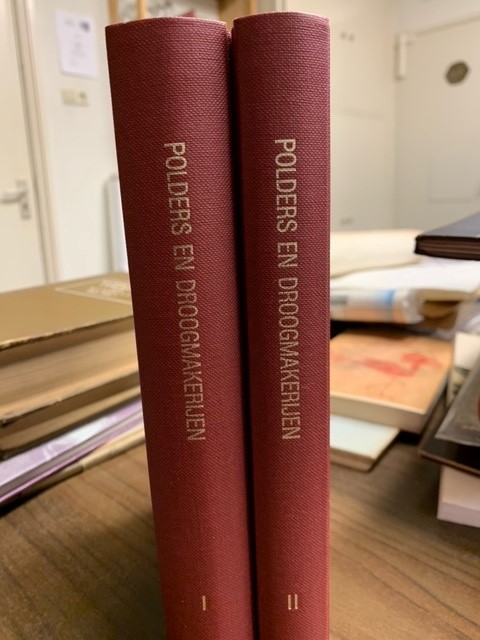 POLDERS EN DROOGMAKERIJEN
I
POLDERS EN DROOGMAKERIJEN
II